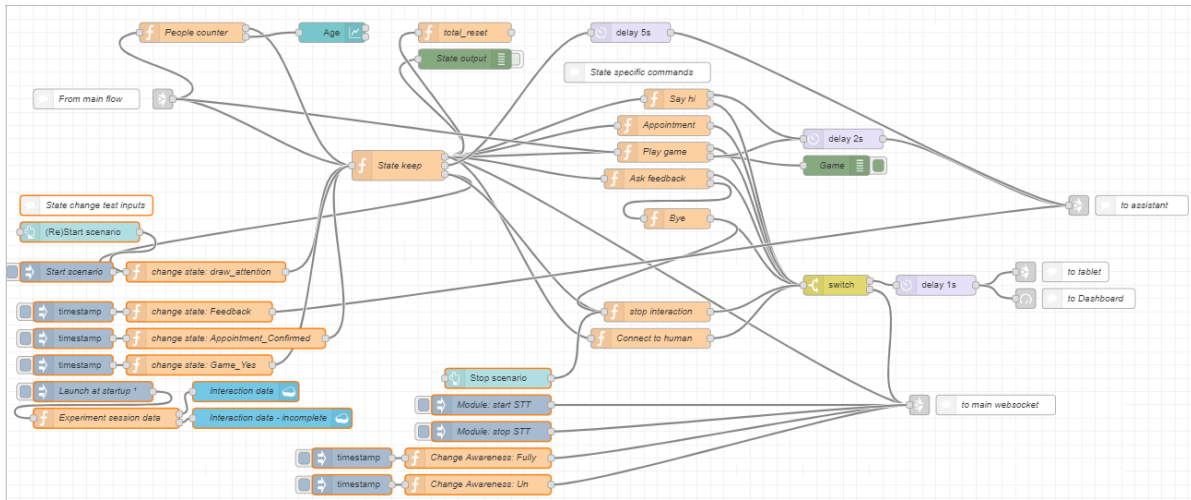 People counter
Age
total_reset
delay 5s
State output
State specific commands
From main flow
Say hi
Appointment
delay 2s
Play game
Game
State keep
Ask feedback
State change test inputs
to assistant
Bye
(Re)Start scenario
Start scenario
change state: draw_attention
to tablet
switch
delay 1s
to Dashboard
timestamp
change state: Feedback
stop interaction
timestamp
change state: Appointment_Confirmed
Connect to human
timestamp
change state: Game_Yes
Stop scenario
Launch at startup ¹
Interaction data
Module: start STT
to main websocket
Experiment session data
Interaction data - incomplete
Module: stop STT
timestamp
Change Awareness: Fully
timestamp
Change Awareness: Un